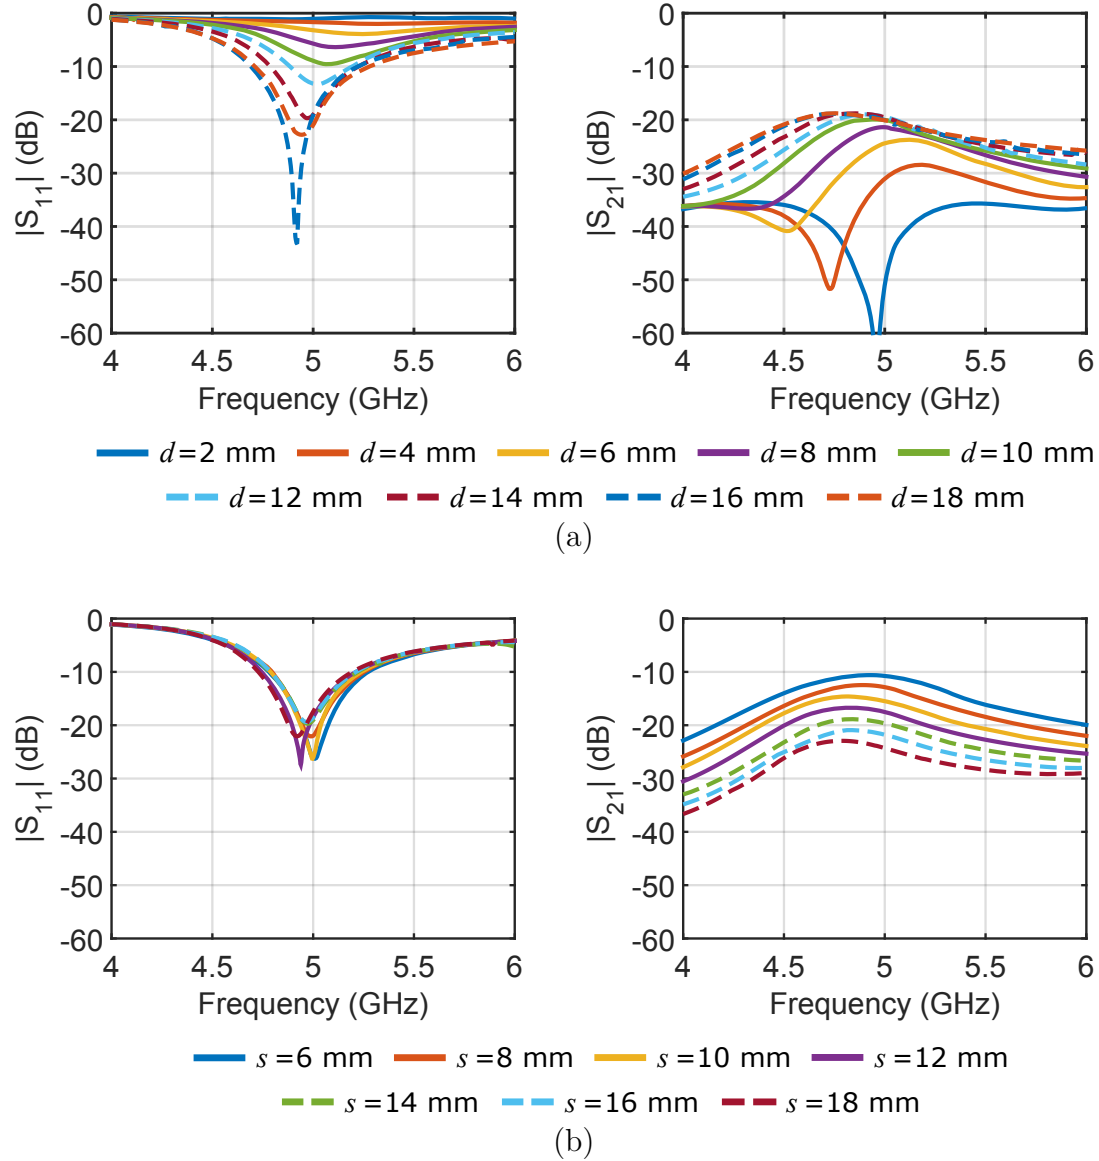 0
-10
-20
-30
-40
-50
-60
|S11| (dB)
4 4.5 5 5.5 6
Frequency (GHz)
0
-10
-20
-30
-40
-50
-60
|S21| (dB)
4 4.5 5 5.5 6
Frequency (GHz)
d=2 mm d=4 mm d=6 mm d=8 mm d=10 mm
d=12 mm d=14 mm d=16 mm d=18 mm
(a)
0
-10
-20
-30
-40
-50
-60
|S11| (dB)
4 4.5 5 5.5 6
Frequency (GHz)
0
-10
-20
-30
-40
-50
-60
|S21| (dB)
4 4.5 5 5.5 6
Frequency (GHz)
s=6 mm s=8 mm s=10 mm s=12 mm
s=14 mm s=16 mm s=18 mm
(b)